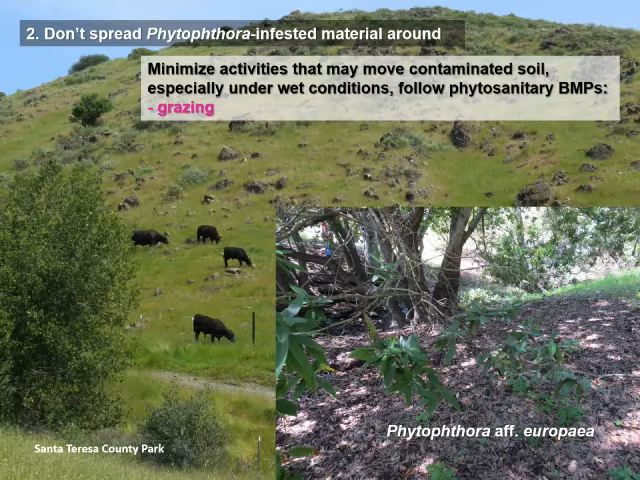 2. Don’t spread Phytophthora-infested material around
Minimize activities that may move contaminated soil,
especially under wet conditions, follow phytosanitary BMPs:
- grazing
Phytophthora aff. europaea
Santa Teresa County Park